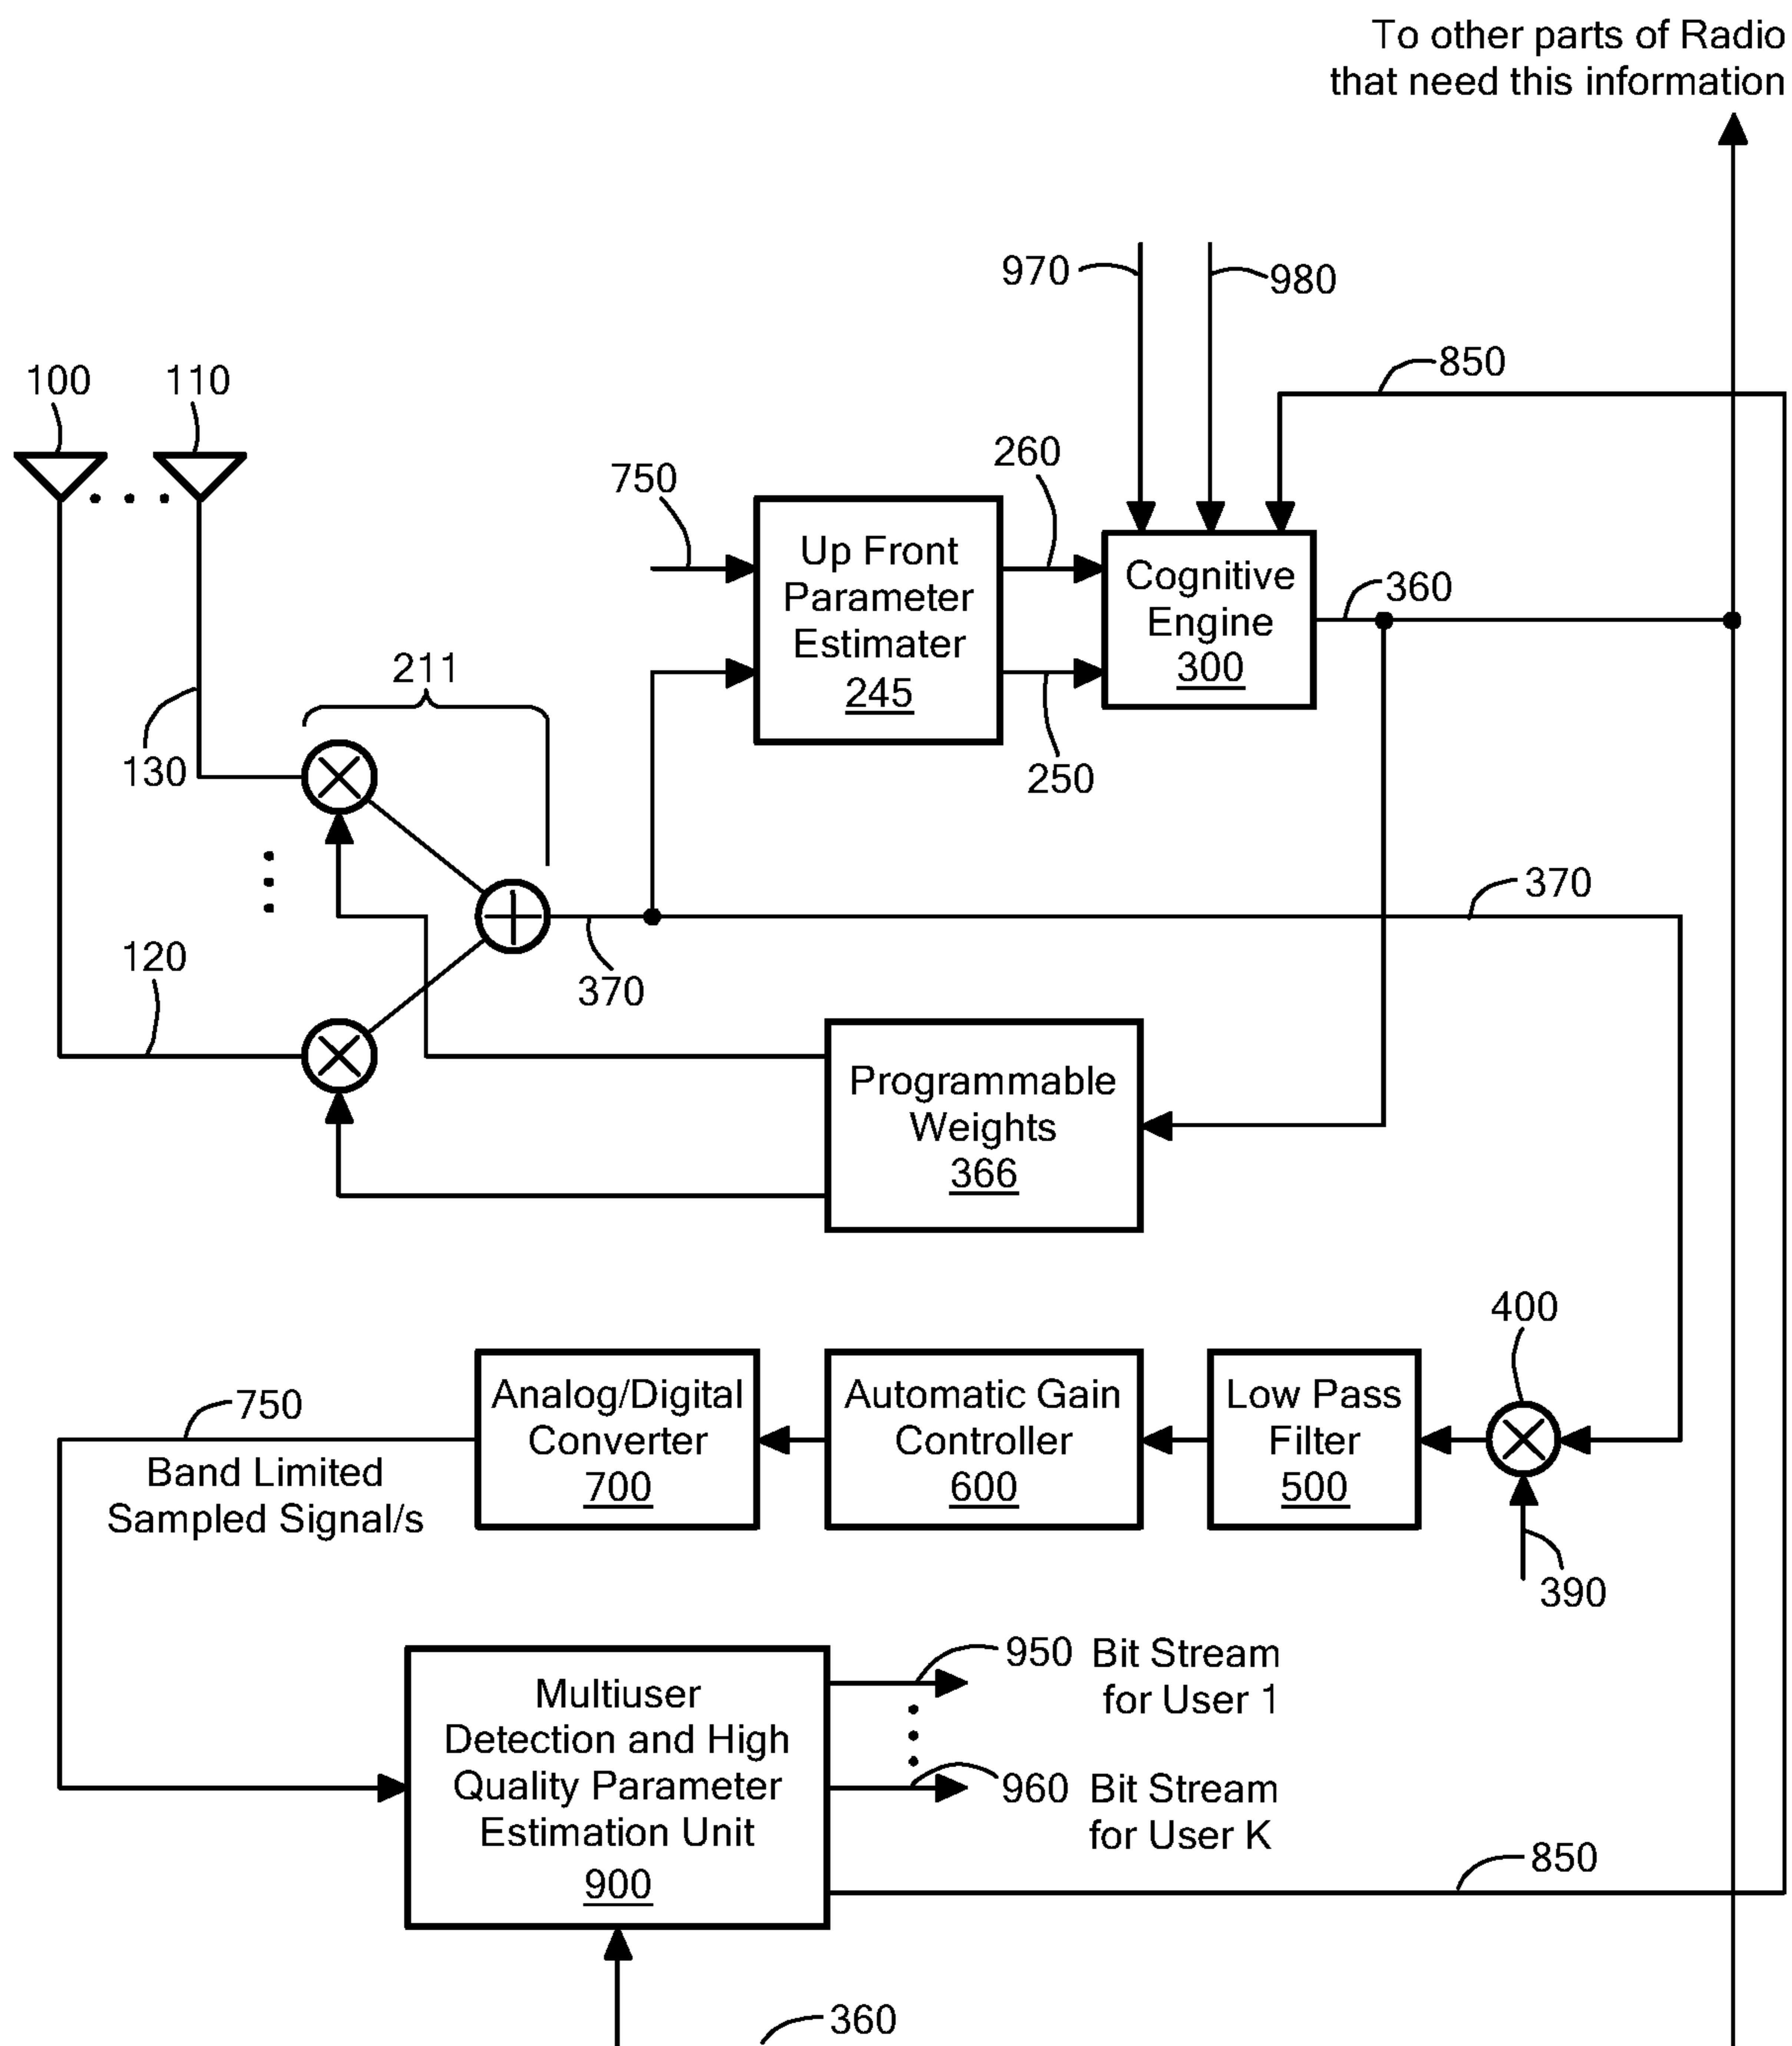 To other parts of Radio
that need this information
970
980
850
100
110
260
750
Up Front
Parameter
Estimater
245
Cognitive
Engine
300
360
211
130
250
370
120
370
Programmable
Weights
366
400
750
Band Limited
Sampled Signal/s
Analog/Digital
Converter
700
Automatic Gain
Controller
600
Low Pass
Filter
500
390
Multiuser
Detection and High
Quality Parameter
Estimation Unit
900
950 Bit Stream
for User 1
960 Bit Stream
for User K
850
360